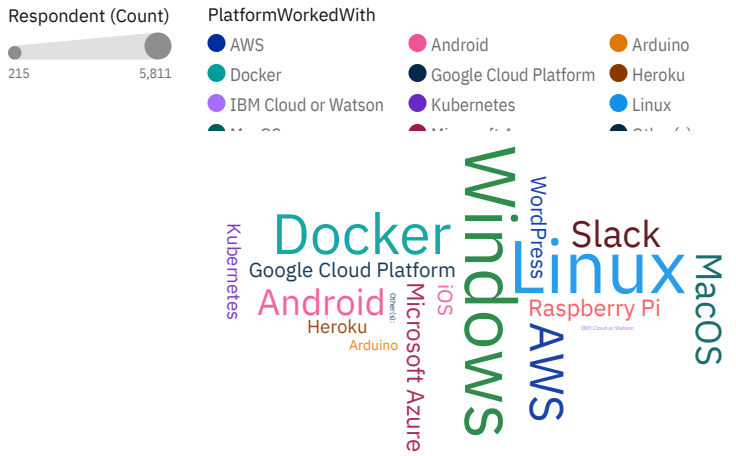 Respondent (Count)
215
5,811
PlatformWorkedWith
AWS
Android
Arduino
Docker
Google Cloud Platform
Heroku
IBM Cloud or Watson
Kubernetes
Linux
MacOS
Kubernetes
Docker
Google Cloud Platform
Android
Other(s):
Heroku
Arduino
Microsoft Azure
iOS
Windows
WordPress
Slack
Linux
Raspberry Pi
IBM Cloud or Watson
AWS
MacOS